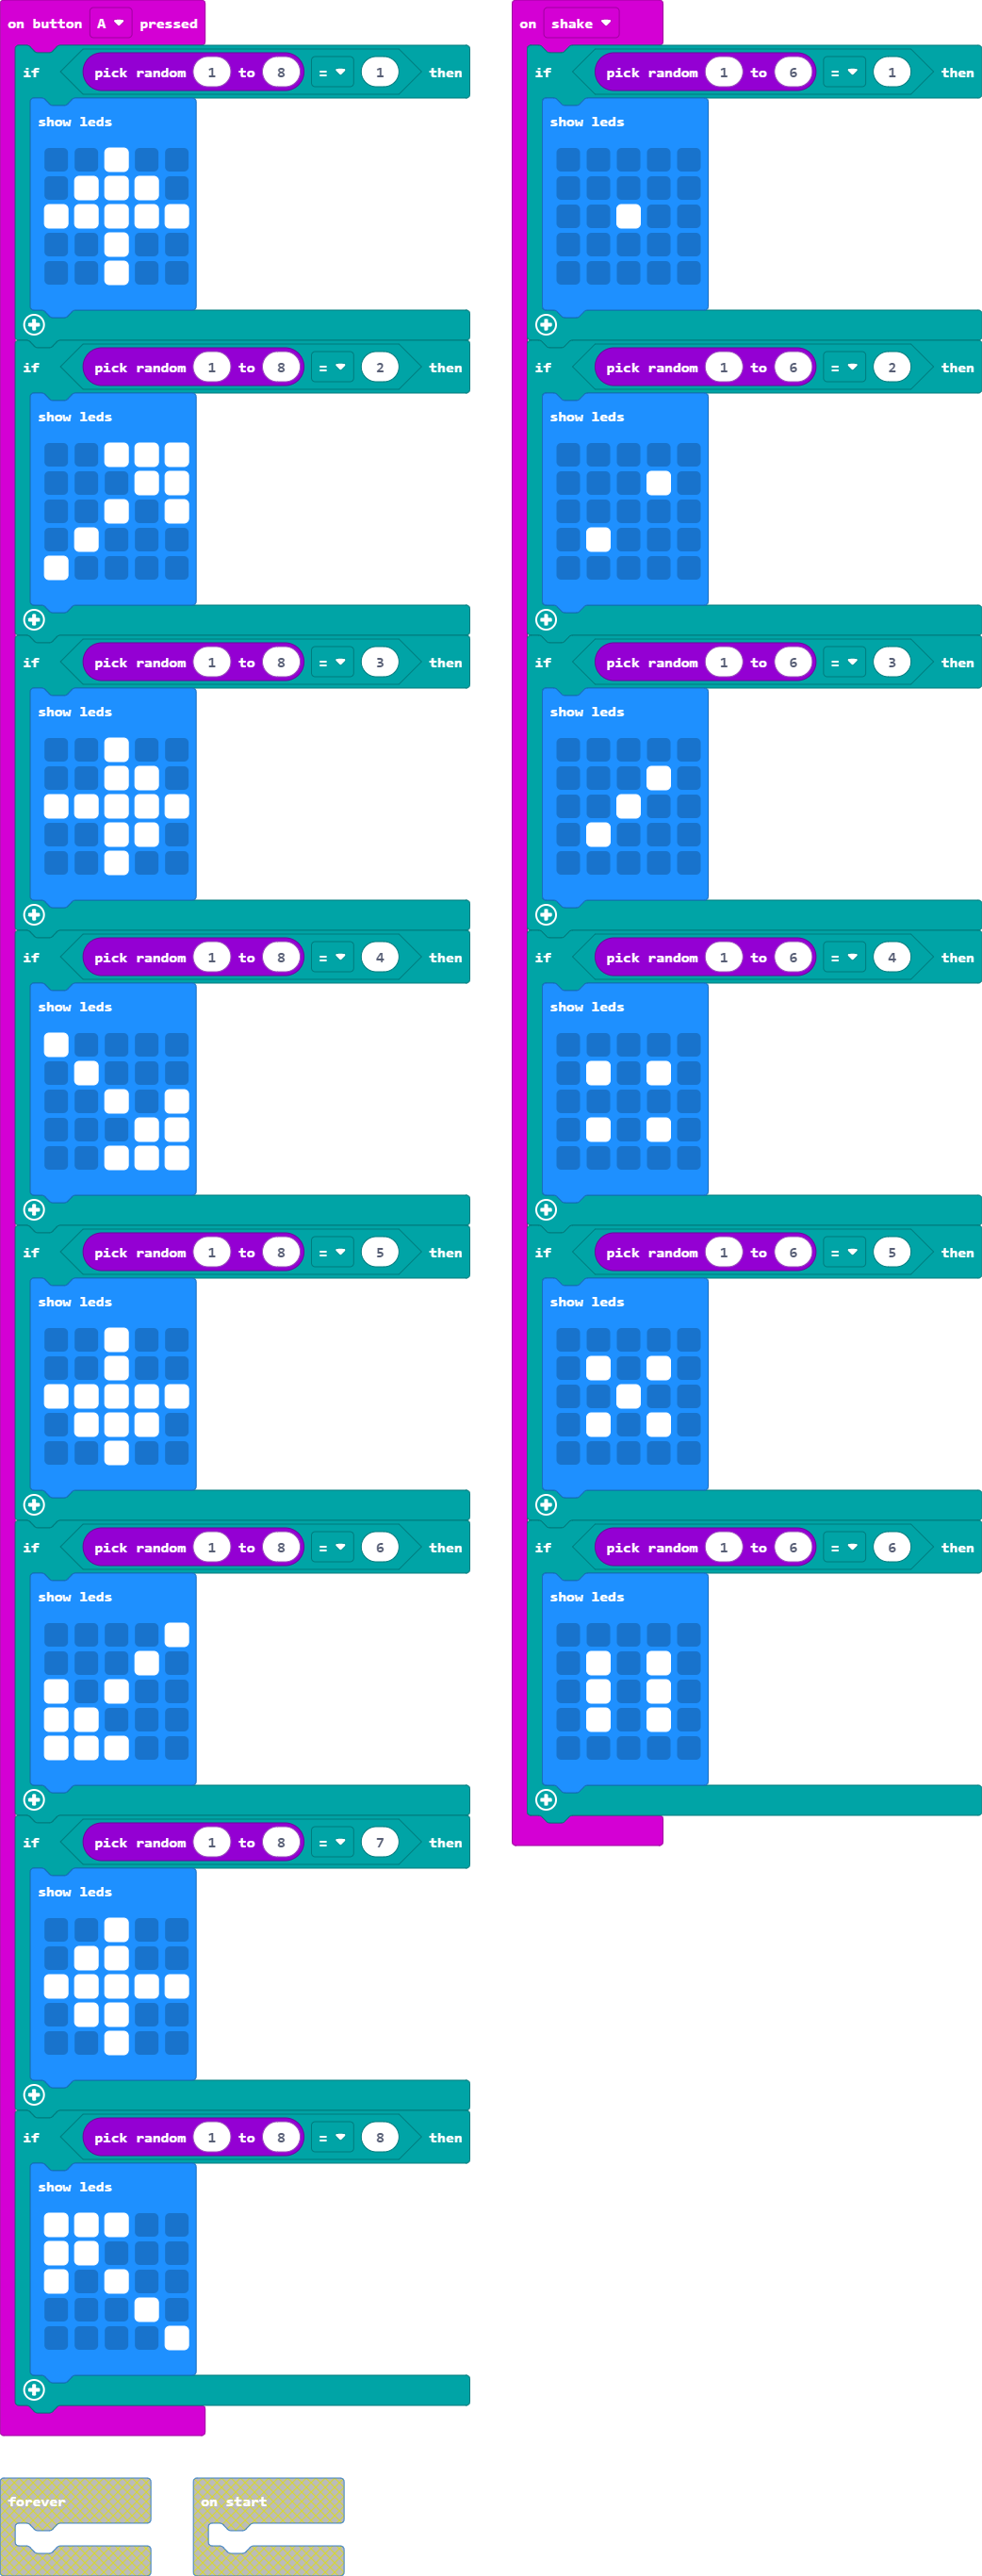 on button A pressed
if pick random 1 to 8 = 1 then
show leds
if pick random 1 to 8 = 2 then
show leds
if pick random 1 to 8 = 3 then
show leds
if pick random 1 to 8 = 4 then
show leds
if pick random 1 to 8 = 5 then
show leds
if pick random 1 to 8 = 6 then
show leds
if pick random 1 to 8 = 7 then
show leds
if pick random 1 to 8 = 8 then
show leds
on shake
if pick random 1 to 6 = 1 then
show leds
if pick random 1 to 6 = 2 then
show leds
if pick random 1 to 6 = 3 then
show leds
if pick random 1 to 6 = 4 then
show leds
if pick random 1 to 6 = 5 then
show leds
if pick random 1 to 6 = 6 then
show leds
forever
on start